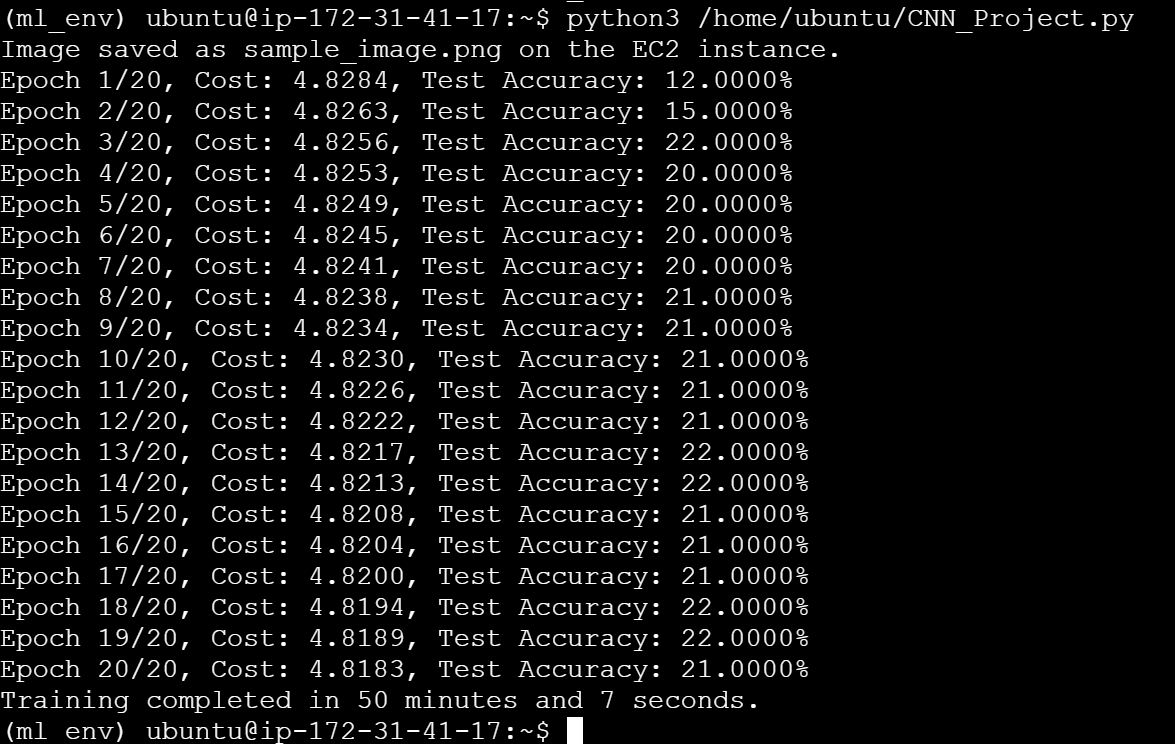 (ml_env) ubuntu@ip-172-31-41-17:~$ python3 /home/ubuntu/CNN_Project.py
Image saved as sample_image.png on the EC2 instance.
Epoch 1/20, Cost: 4.8284, Test Accuracy: 12.0000%
Epoch 2/20, Cost: 4.8263, Test Accuracy: 15.0000%
Epoch 3/20, Cost: 4.8256, Test Accuracy: 22.0000%
Epoch 4/20, Cost: 4.8253, Test Accuracy: 20.0000%
Epoch 5/20, Cost: 4.8249, Test Accuracy: 20.0000%
Epoch 6/20, Cost: 4.8245, Test Accuracy: 20.0000%
Epoch 7/20, Cost: 4.8241, Test Accuracy: 20.0000%
Epoch 8/20, Cost: 4.8238, Test Accuracy: 21.0000%
Epoch 9/20, Cost: 4.8234, Test Accuracy: 21.0000%
Epoch 10/20, Cost: 4.8230, Test Accuracy: 21.0000%
Epoch 11/20, Cost: 4.8226, Test Accuracy: 21.0000%
Epoch 12/20, Cost: 4.8222, Test Accuracy: 21.0000%
Epoch 13/20, Cost: 4.8217, Test Accuracy: 22.0000%
Epoch 14/20, Cost: 4.8213, Test Accuracy: 22.0000%
Epoch 15/20, Cost: 4.8208, Test Accuracy: 21.0000%
Epoch 16/20, Cost: 4.8204, Test Accuracy: 21.0000%
Epoch 17/20, Cost: 4.8200, Test Accuracy: 21.0000%
Epoch 18/20, Cost: 4.8194, Test Accuracy: 22.0000%
Epoch 19/20, Cost: 4.8189, Test Accuracy: 22.0000%
Epoch 20/20, Cost: 4.8183, Test Accuracy: 21.0000%
Training completed in 50 minutes and 7 seconds.
(ml_env) ubuntu@ip-172-31-41-17:~$